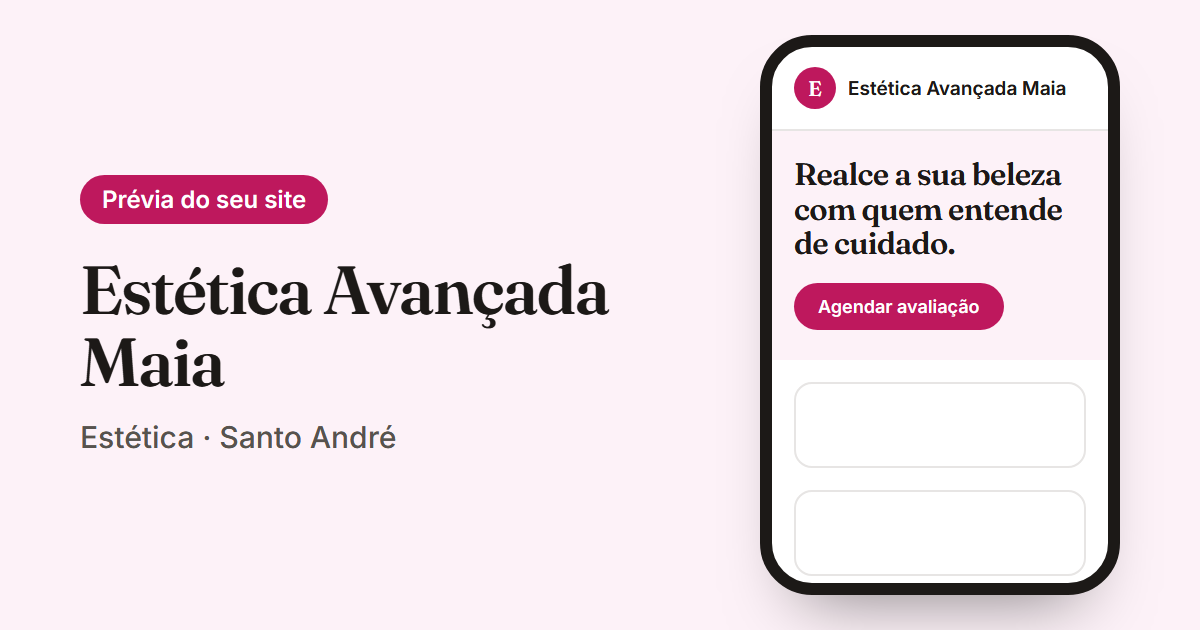 Prévia do seu site
Estética Avançada
Maia
Estética · Santo André
E
Estética Avançada Maia
Realce a sua beleza
com quem entende
de cuidado.
Agendar avaliação